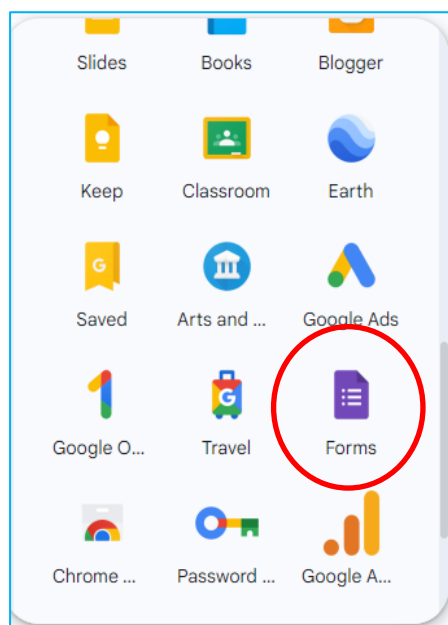 Slides Books Blogger
Keep Classroom Earth
G
Saved Arts and ... Google Ads
G
Google O... Travel Forms
Chrome ... Password ... Google A...